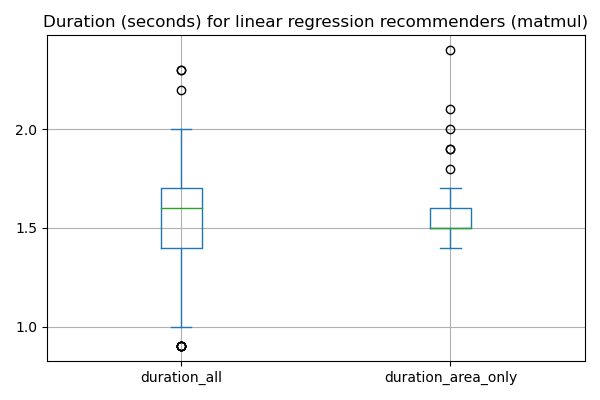 Duration (seconds) for linear regression recommenders (matmul)
2.0
1.5
1.0
duration_all
duration_area_only